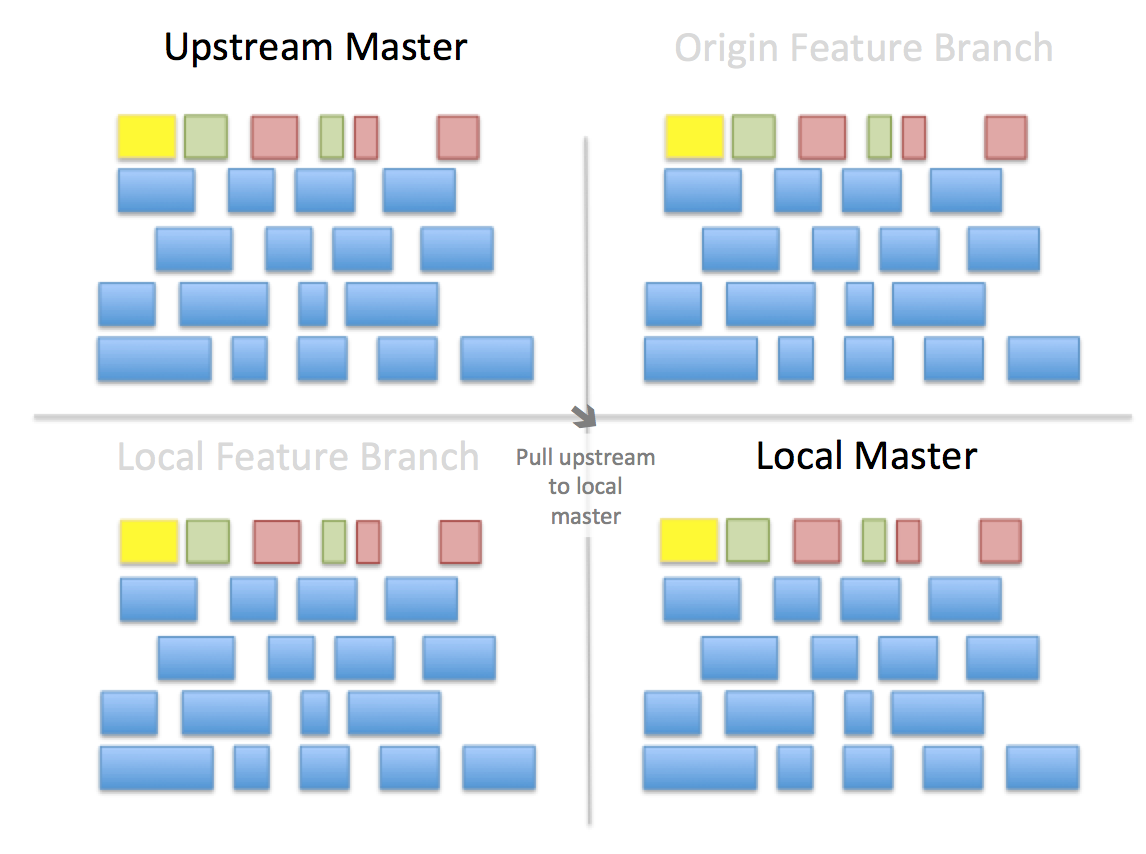 Upstream Master
Origin Feature Branch
Local Feature Branch
Pull upstream
to local
master
Local Master